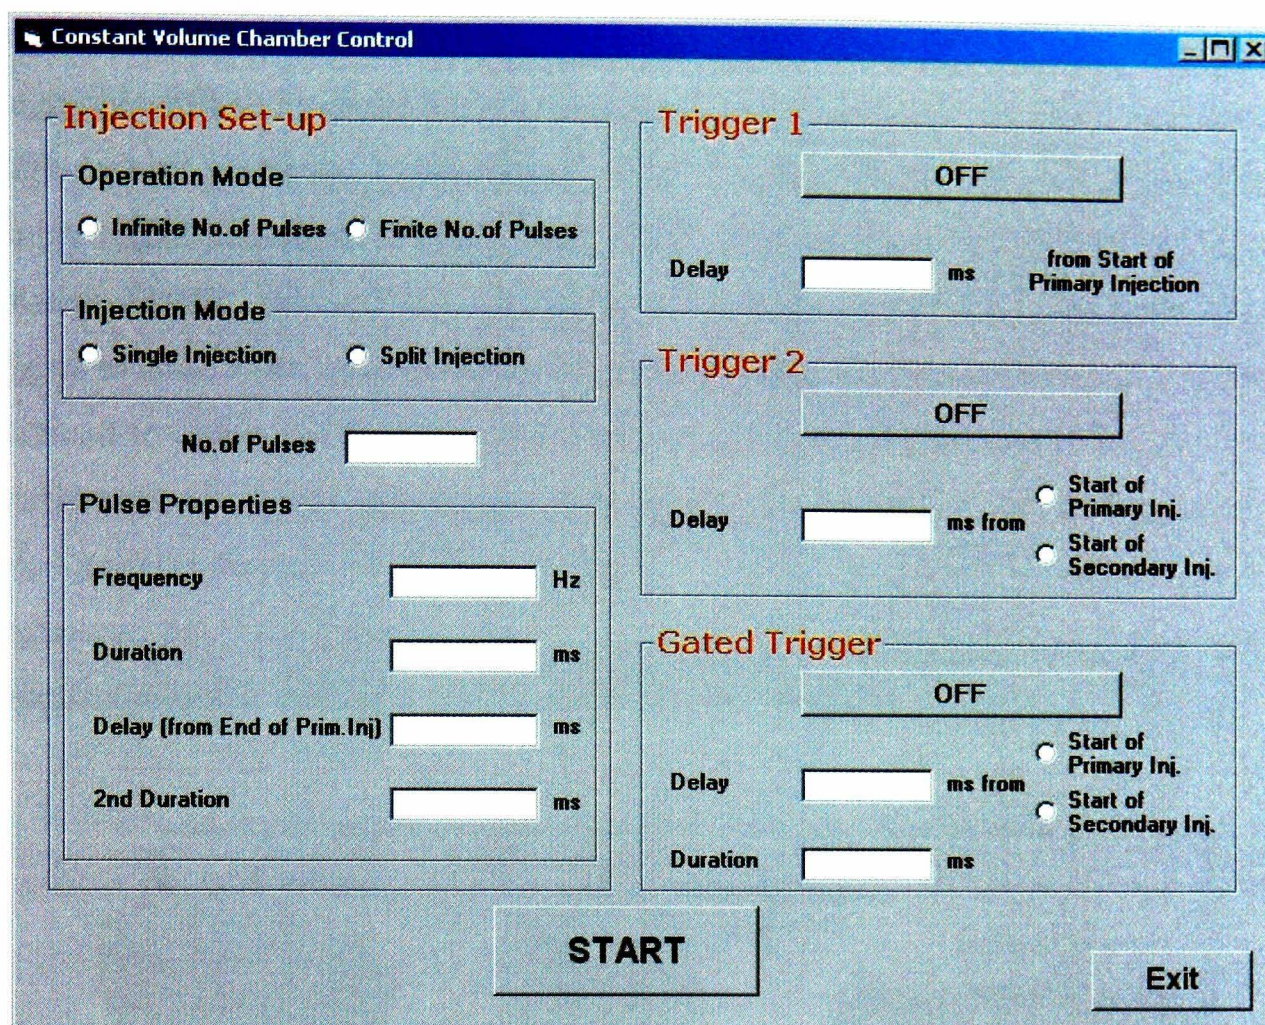 Constant Volume Chamber Control
Injection Set-up
Operation Mode
Infinite No.of Pulses
Finite No.of Pulses
Injection Mode
Single Injection
Split Injection
No.of Pulses
Pulse Properties
Frequency
Hz
Duration
ms
Delay (from End of Prim.Inj)
ms
2nd Duration
ms
Trigger 1
OFF
Delay
ms
from Start of
Primary Injection
Trigger 2
OFF
Delay
ms from
Start of
Primary Inj.
Start of
Secondary Inj.
Gated Trigger
OFF
Delay
ms from
Start of
Primary Inj.
Start of
Secondary Inj.
Duration
ms
START
Exit